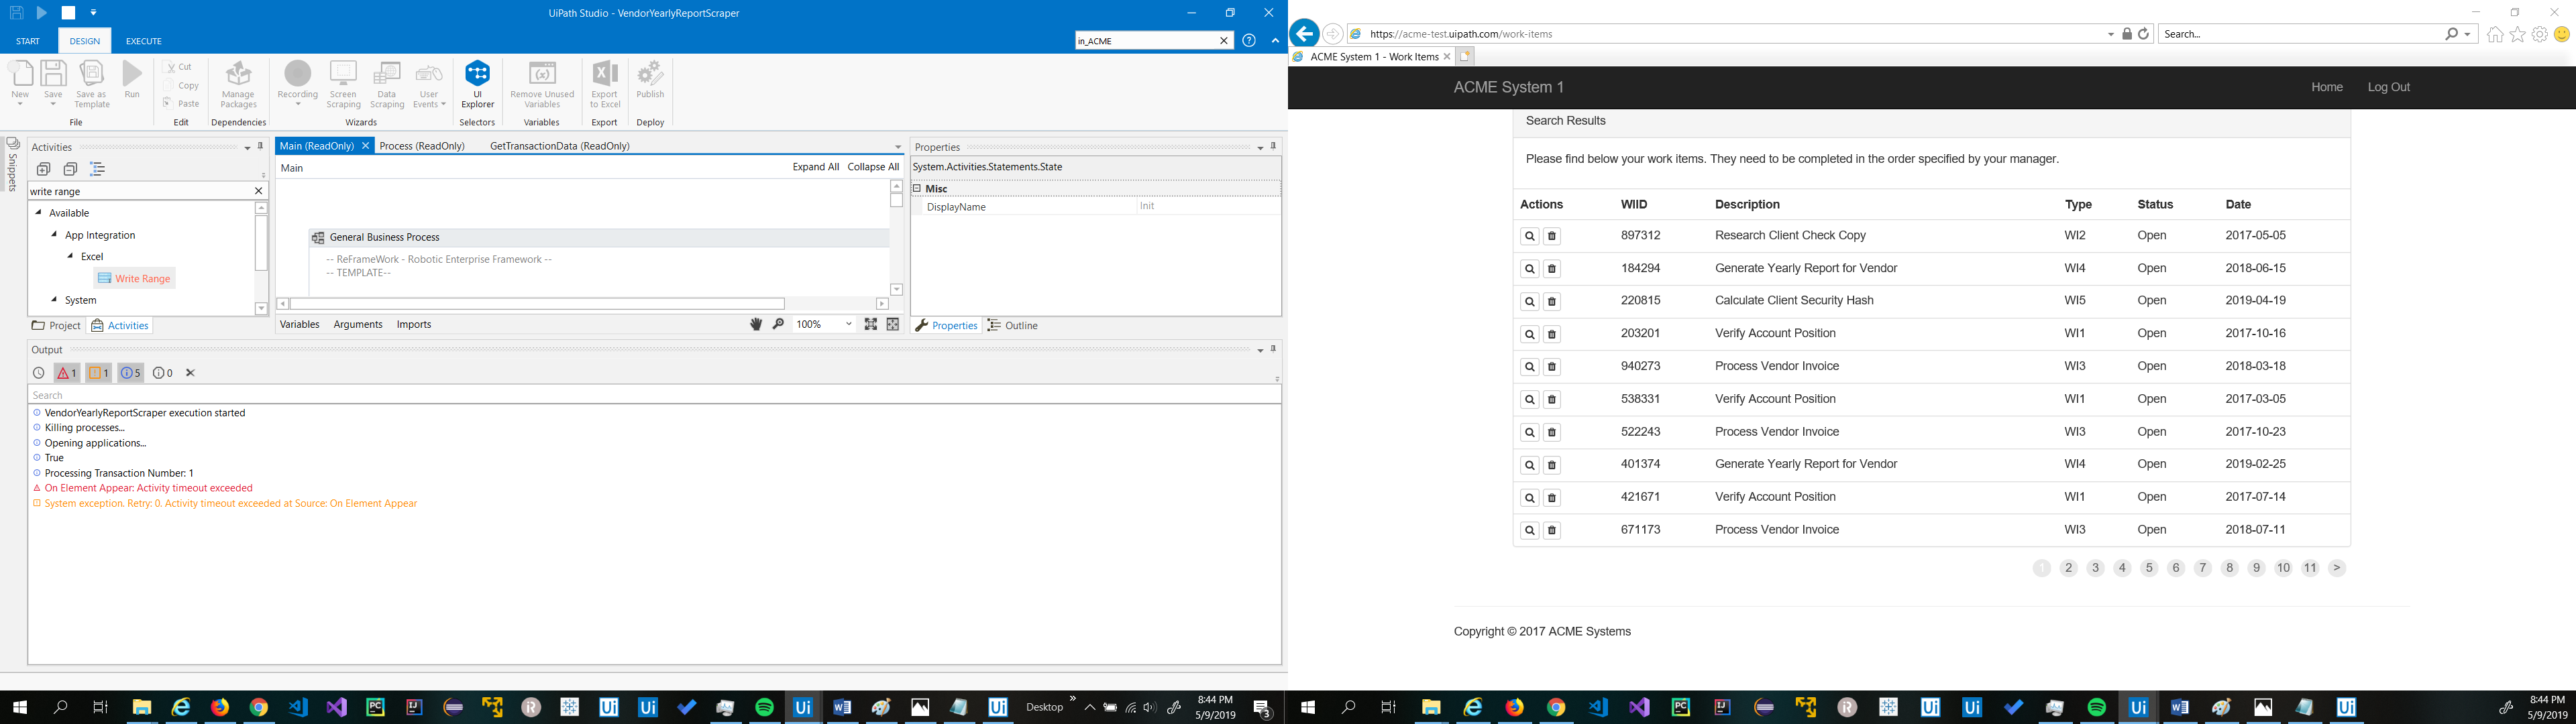 UiPath Studio - VendorYearlyReportScraper
START DESIGN EXECUTE
in_ACME
New Save Save as Template Run
Cut
Copy
Paste
Manage Packages
Recording Screen Scraping Data Scraping User Events
UI Explorer
Remove Unused Variables
Export to Excel
Publish
File Edit Dependencies Wizards Selectors Variables Export Deploy
Snippets
Activities
write range
Available
App Integration
Excel
Write Range
System
Project Activities
Main (ReadOnly) Process (ReadOnly) GetTransactionData (ReadOnly)
Main Expand All Collapse All
General Business Process
-- ReFrameWork - Robotic Enterprise Framework --
-- TEMPLATE--
Variables Arguments Imports 100%
Properties
System.Activities.Statements.State
Misc
DisplayName Init
Properties Outline
Output
1 1 5 0
Search
VendorYearlyReportScraper execution started
Killing processes...
Opening applications...
True
Processing Transaction Number: 1
On Element Appear: Activity timeout exceeded
System exception. Retry: 0. Activity timeout exceeded at Source: On Element Appear
Desktop
8:44 PM
5/9/2019
3
https://acme-test.uipath.com/work-items
Search...
ACME System 1 - Work Items
ACME System 1 Home Log Out
Search Results
Please find below your work items. They need to be completed in the order specified by your manager.
Actions WIID Description Type Status Date
897312 Research Client Check Copy WI2 Open 2017-05-05
184294 Generate Yearly Report for Vendor WI4 Open 2018-06-15
220815 Calculate Client Security Hash WI5 Open 2019-04-19
203201 Verify Account Position WI1 Open 2017-10-16
940273 Process Vendor Invoice WI3 Open 2018-03-18
538331 Verify Account Position WI1 Open 2017-03-05
522243 Process Vendor Invoice WI3 Open 2017-10-23
401374 Generate Yearly Report for Vendor WI4 Open 2019-02-25
421671 Verify Account Position WI1 Open 2017-07-14
671173 Process Vendor Invoice WI3 Open 2018-07-11
1 2 3 4 5 6 7 8 9 10 11 >
Copyright © 2017 ACME Systems
8:44 PM
5/9/2019